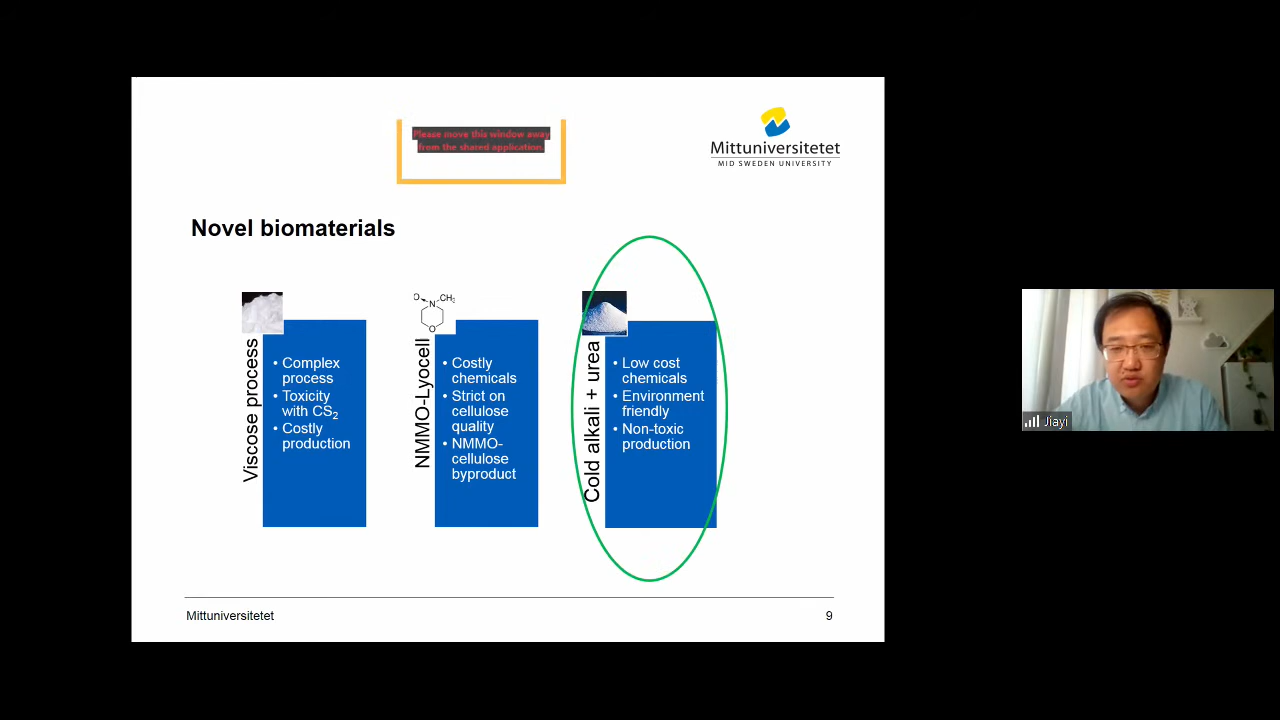 Please move this window away
from the shared application.
Mittuniversitetet
MID SWEDEN UNIVERSITY
Novel biomaterials
Viscose process
• Complex
process
• Toxicity
with CS₂
• Costly
production
O
N
CH₃
O
NMMO-Lyocell
• Costly
chemicals
• Strict on
cellulose
quality
• NMMO-
cellulose
byproduct
Cold alkali + urea
• Low cost
chemicals
• Environment
friendly
• Non-toxic
production
Jiayi
Mittuniversitetet
9